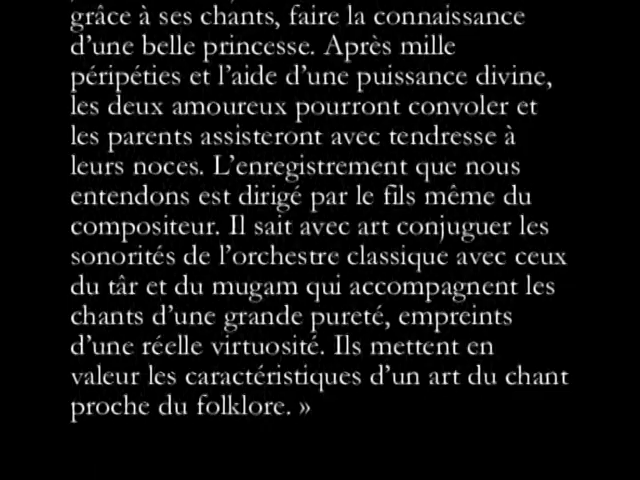 grâce à ses chants, faire la connaissance
d’une belle princesse. Après mille
péripéties et l’aide d’une puissance divine,
les deux amoureux pourront convoler et
les parents assisteront avec tendresse à
leurs noces. L’enregistrement que nous
entendons est dirigé par le fils même du
compositeur. Il sait avec art conjuguer les
sonorités de l’orchestre classique avec ceux
du târ et du mugam qui accompagnent les
chants d’une grande pureté, empreints
d’une réelle virtuosité. Ils mettent en
valeur les caractéristiques d’un art du chant
proche du folklore. »